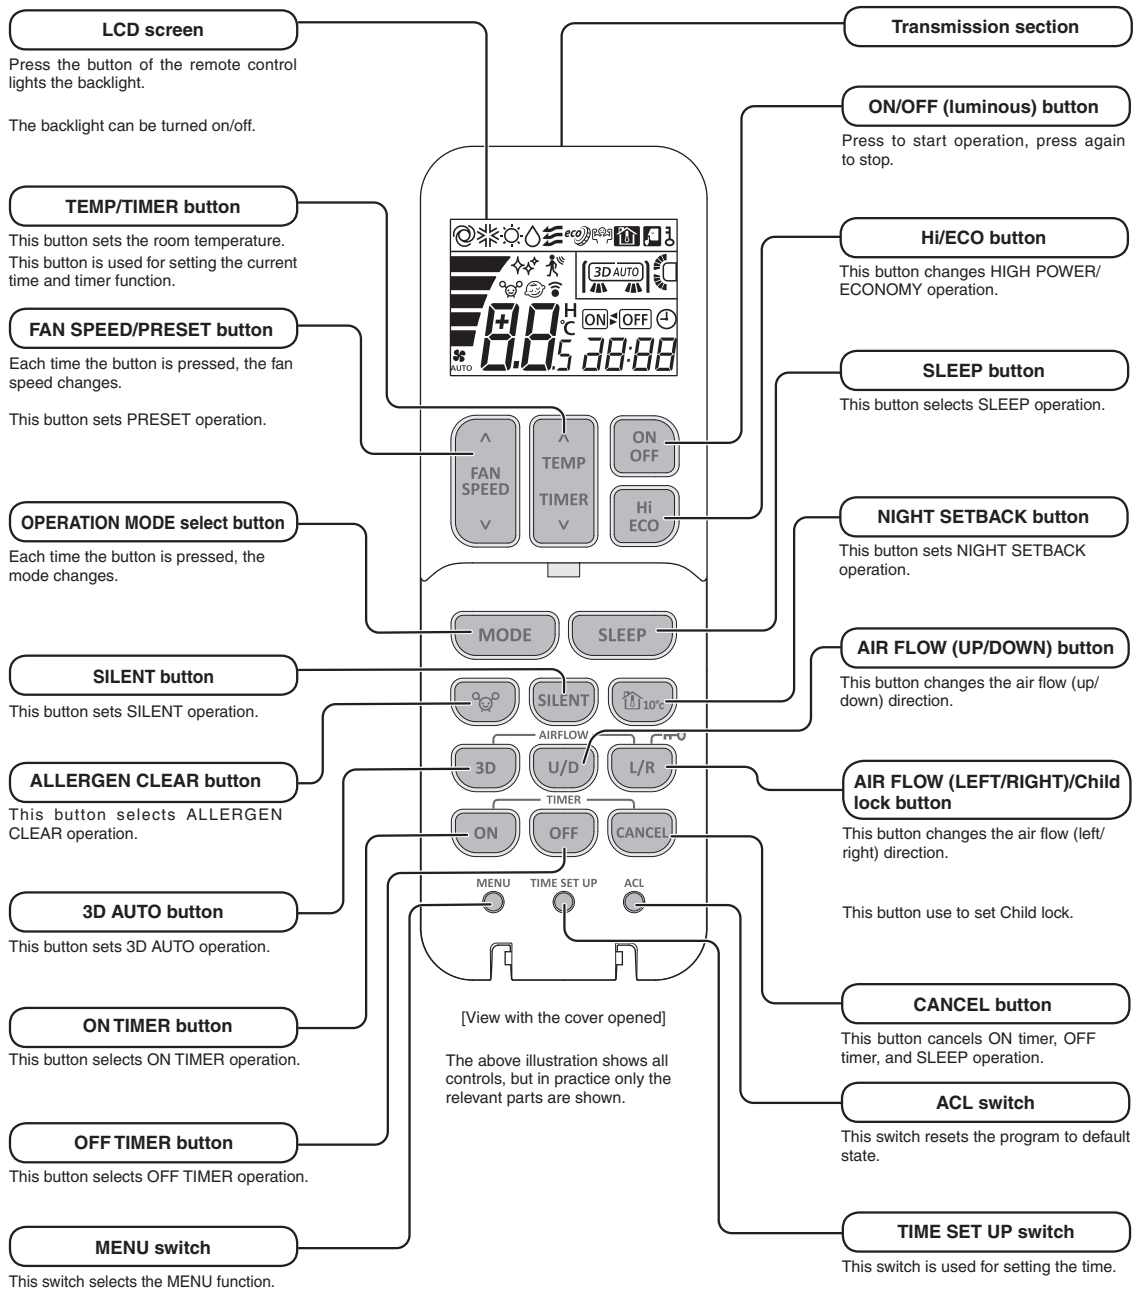 LCD screen
Press the button of the remote control
lights the backlight.
The backlight can be turned on/off.
TEMP/TIMER button
This button sets the room temperature.
This button is used for setting the current
time and timer function.
FAN SPEED/PRESET button
Each time the button is pressed, the fan
speed changes.
This button sets PRESET operation.
OPERATION MODE select button
Each time the button is pressed, the
mode changes.
SILENT button
This button sets SILENT operation.
ALLERGEN CLEAR button
This button selects ALLERGEN
CLEAR operation.
3D AUTO button
This button sets 3D AUTO operation.
ON TIMER button
This button selects ON TIMER operation.
OFF TIMER button
This button selects OFF TIMER operation.
MENU switch
This switch selects the MENU function.
eco
3D AUTO
H
°C
ON OFF
AUTO
8.8.5 28:88
FAN
SPEED
TEMP
TIMER
ON
OFF
Hi
ECO
MODE
SLEEP
SILENT
10°C
AIRFLOW
3D
U/D
L/R
TIMER
ON
OFF
CANCEL
MENU
TIME SET UP
ACL
[View with the cover opened]
The above illustration shows all
controls, but in practice only the
relevant parts are shown.
Transmission section
ON/OFF (luminous) button
Press to start operation, press again
to stop.
Hi/ECO button
This button changes HIGH POWER/
ECONOMY operation.
SLEEP button
This button selects SLEEP operation.
NIGHT SETBACK button
This button sets NIGHT SETBACK
operation.
AIR FLOW (UP/DOWN) button
This button changes the air flow (up/
down) direction.
AIR FLOW (LEFT/RIGHT)/Child
lock button
This button changes the air flow (left/
right) direction.
This button use to set Child lock.
CANCEL button
This button cancels ON timer, OFF
timer, and SLEEP operation.
ACL switch
This switch resets the program to default
state.
TIME SET UP switch
This switch is used for setting the time.